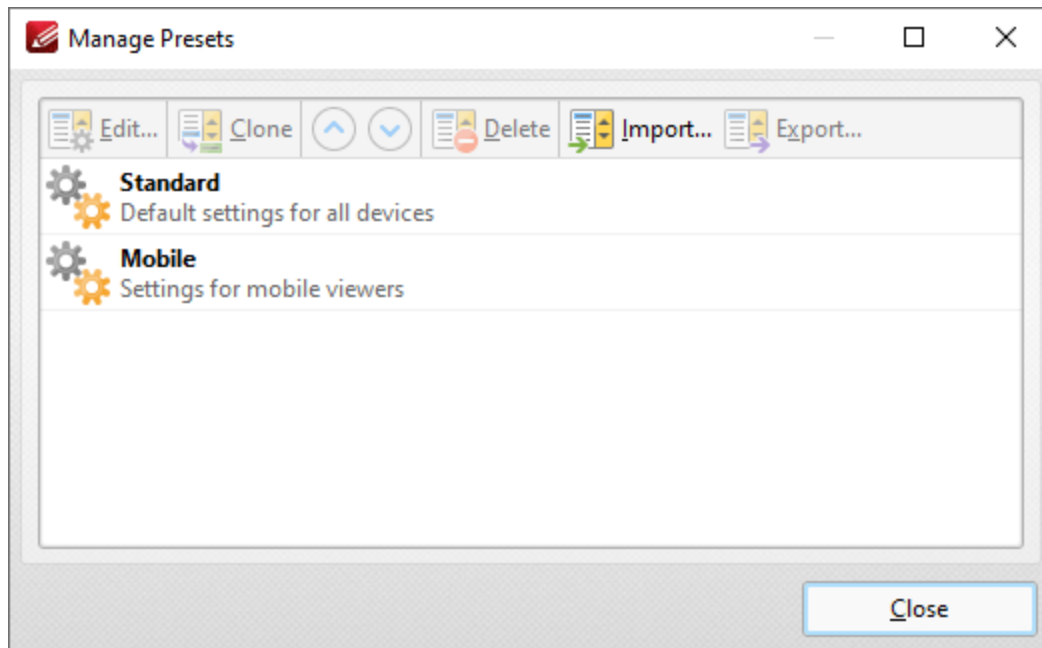 Manage Presets
Edit... Clone Delete Import... Export...
Standard
Default settings for all devices
Mobile
Settings for mobile viewers
Close